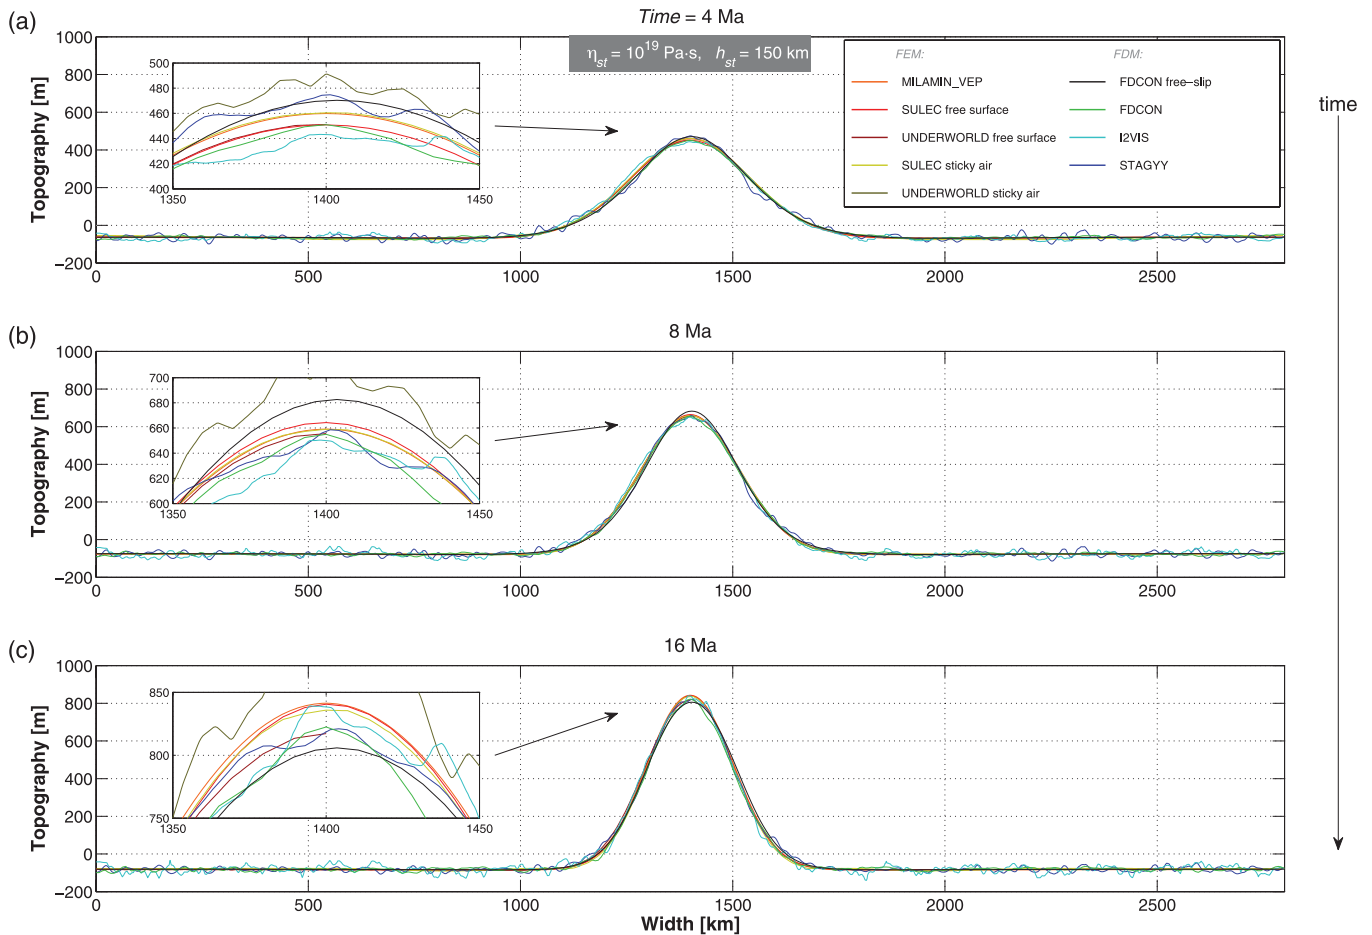 (a)
Time = 4 Ma
η_st = 10^19 Pa·s, h_st = 150 km
Topography [m]
1000
800
600
400
200
0
−200
0 500 1000 1500 2000 2500
500
480
460
440
420
400
1350 1400 1450
FEM: FDM:
MILAMIN_VEP FDCON free−slip
SULEC free surface FDCON
UNDERWORLD free surface I2VIS
SULEC sticky air STAGYY
UNDERWORLD sticky air
time
(b)
8 Ma
Topography [m]
1000
800
600
400
200
0
−200
0 500 1000 1500 2000 2500
700
680
660
640
620
600
1350 1400 1450
(c)
16 Ma
Topography [m]
1000
800
600
400
200
0
−200
0 500 1000 1500 2000 2500
850
800
750
1350 1400 1450
Width [km]